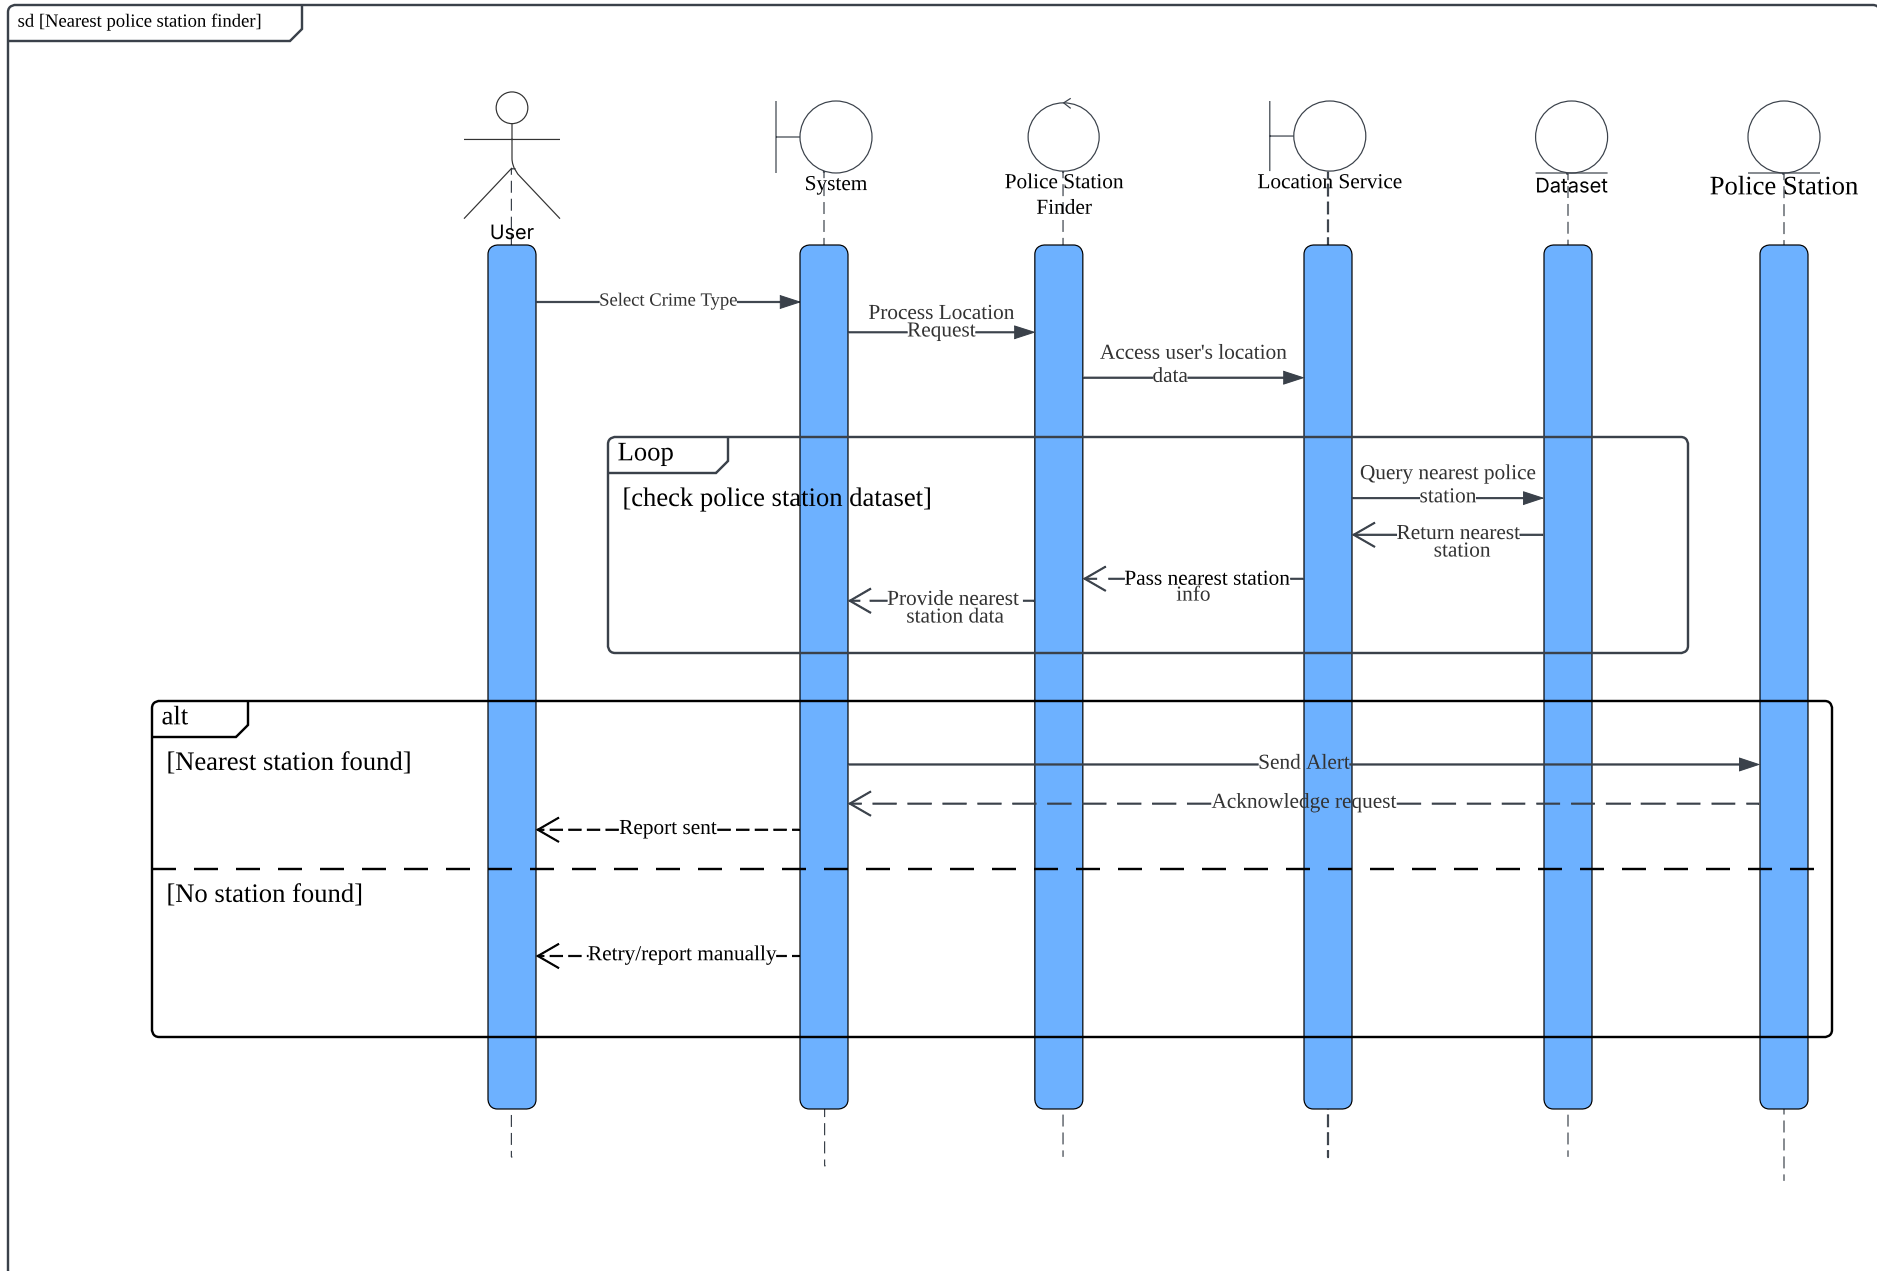 sd [Nearest police station finder]
User
System
Police Station
Finder
Location Service
Dataset
Police Station
Select Crime Type
Process Location
Request
Access user's location
data
Loop
[check police station dataset]
Query nearest police
station
Return nearest
station
Pass nearest station
info
Provide nearest
station data
alt
[Nearest station found]
Send Alert
Acknowledge request
Report sent
[No station found]
Retry/report manually